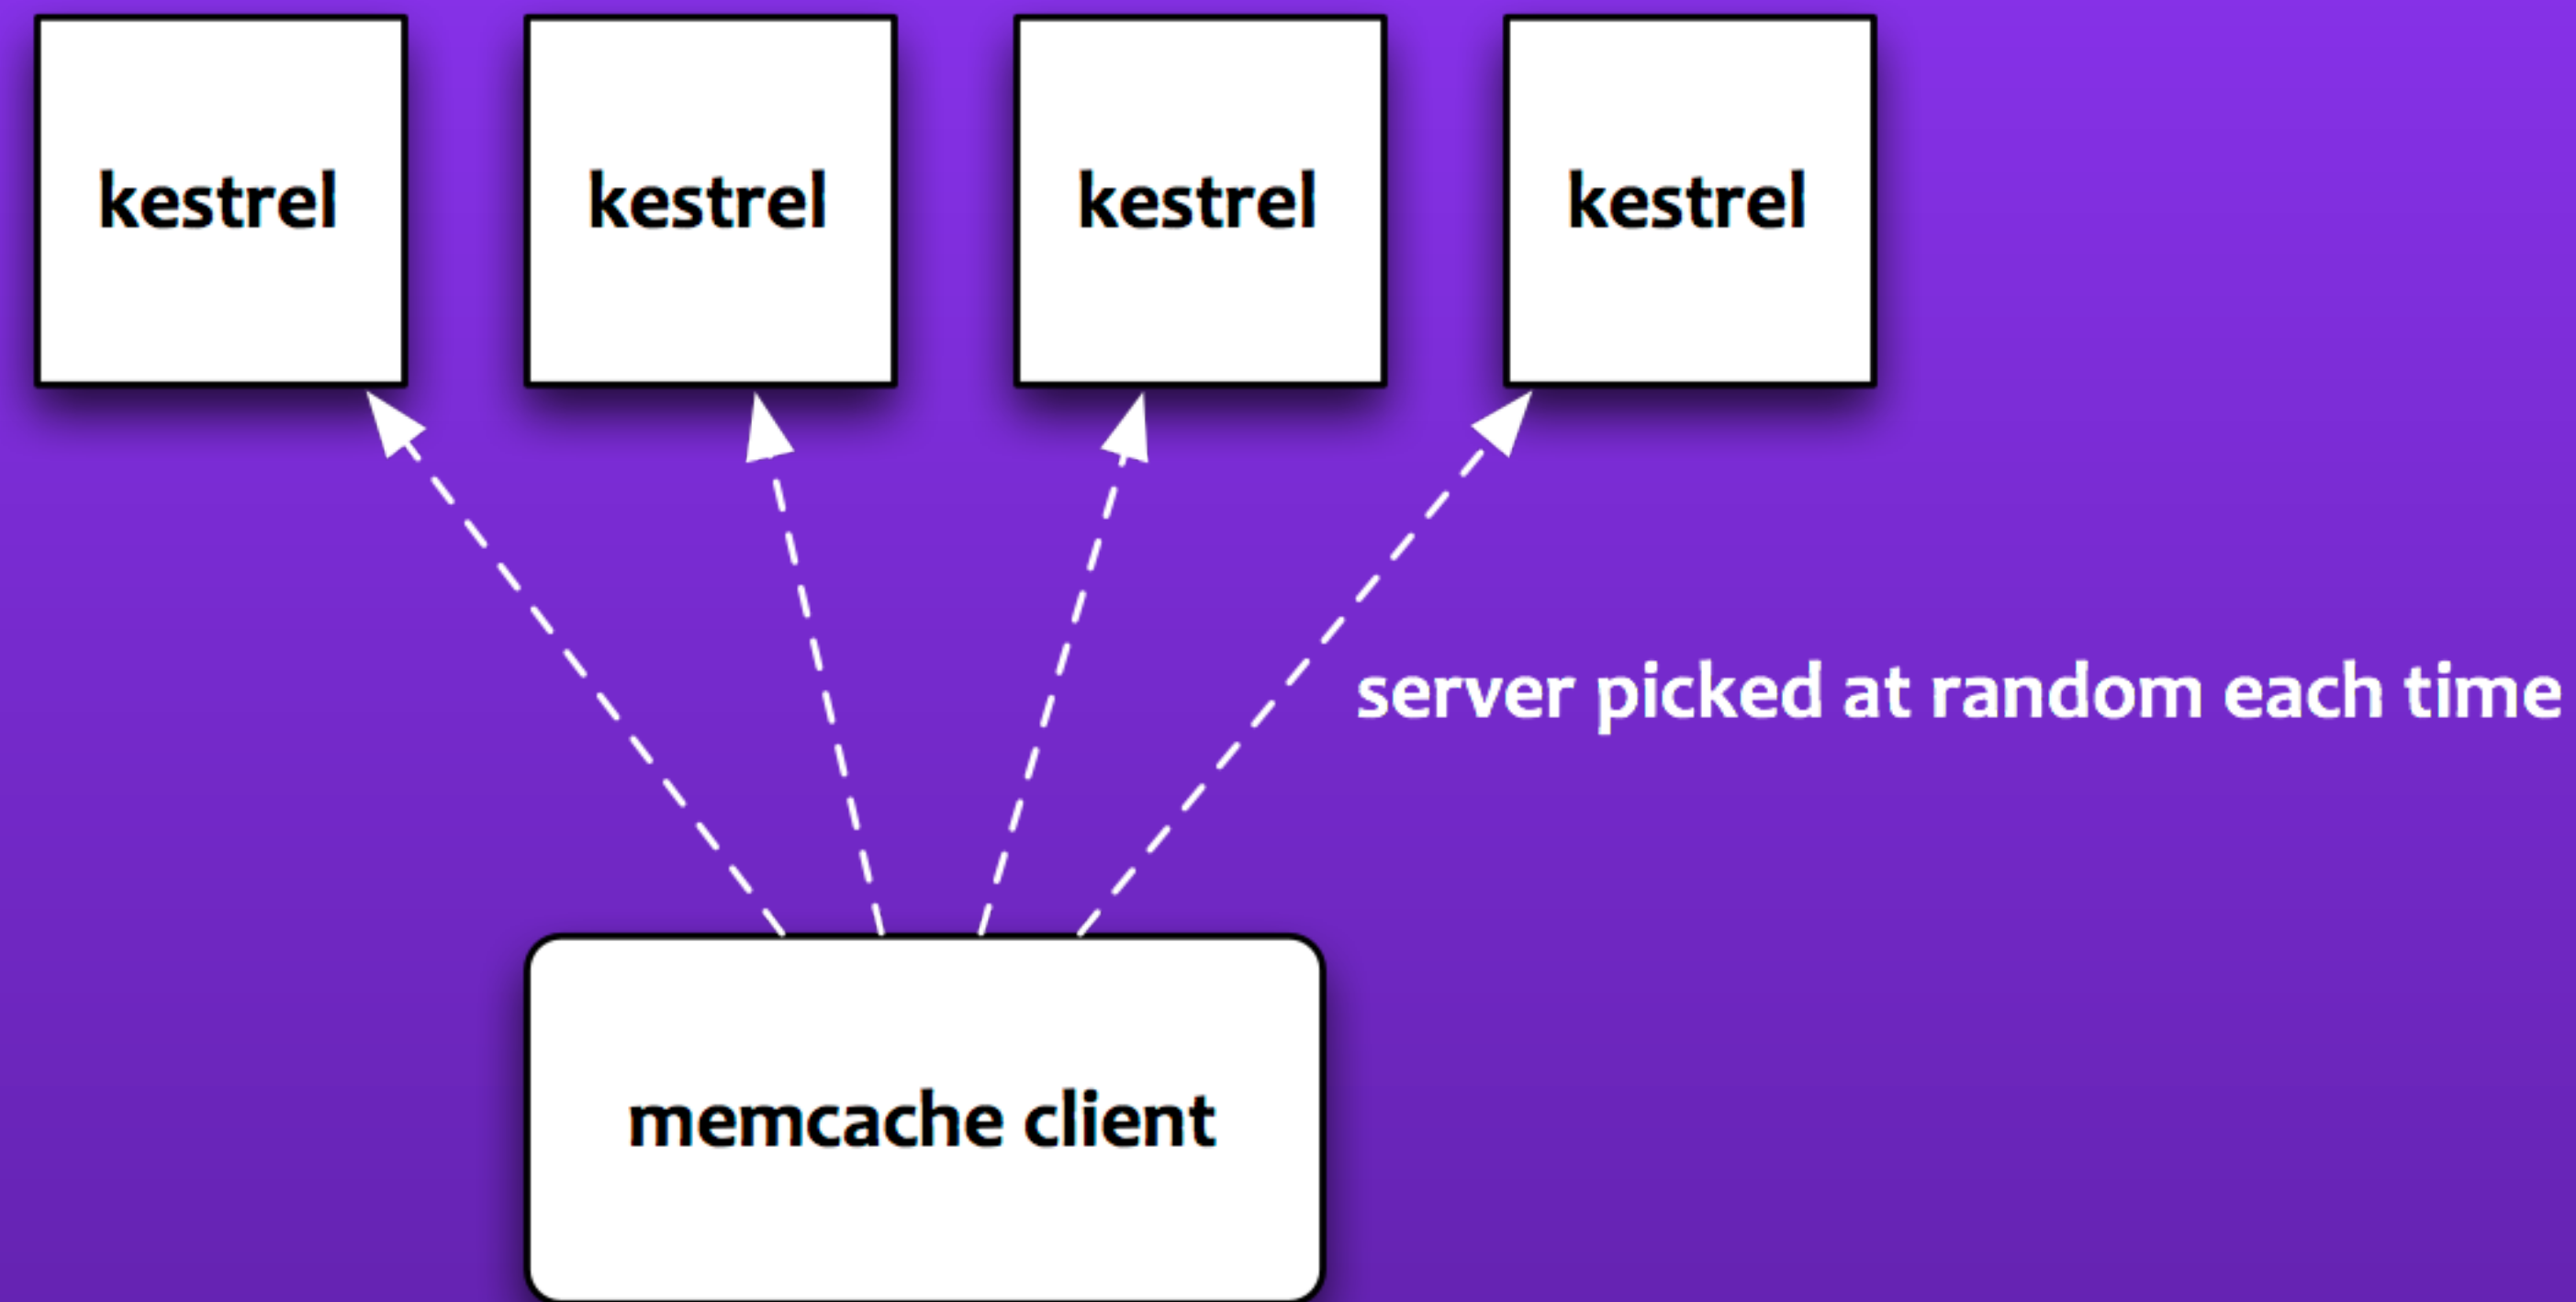 kestrel
kestrel
kestrel
kestrel
server picked at random each time
memcache client